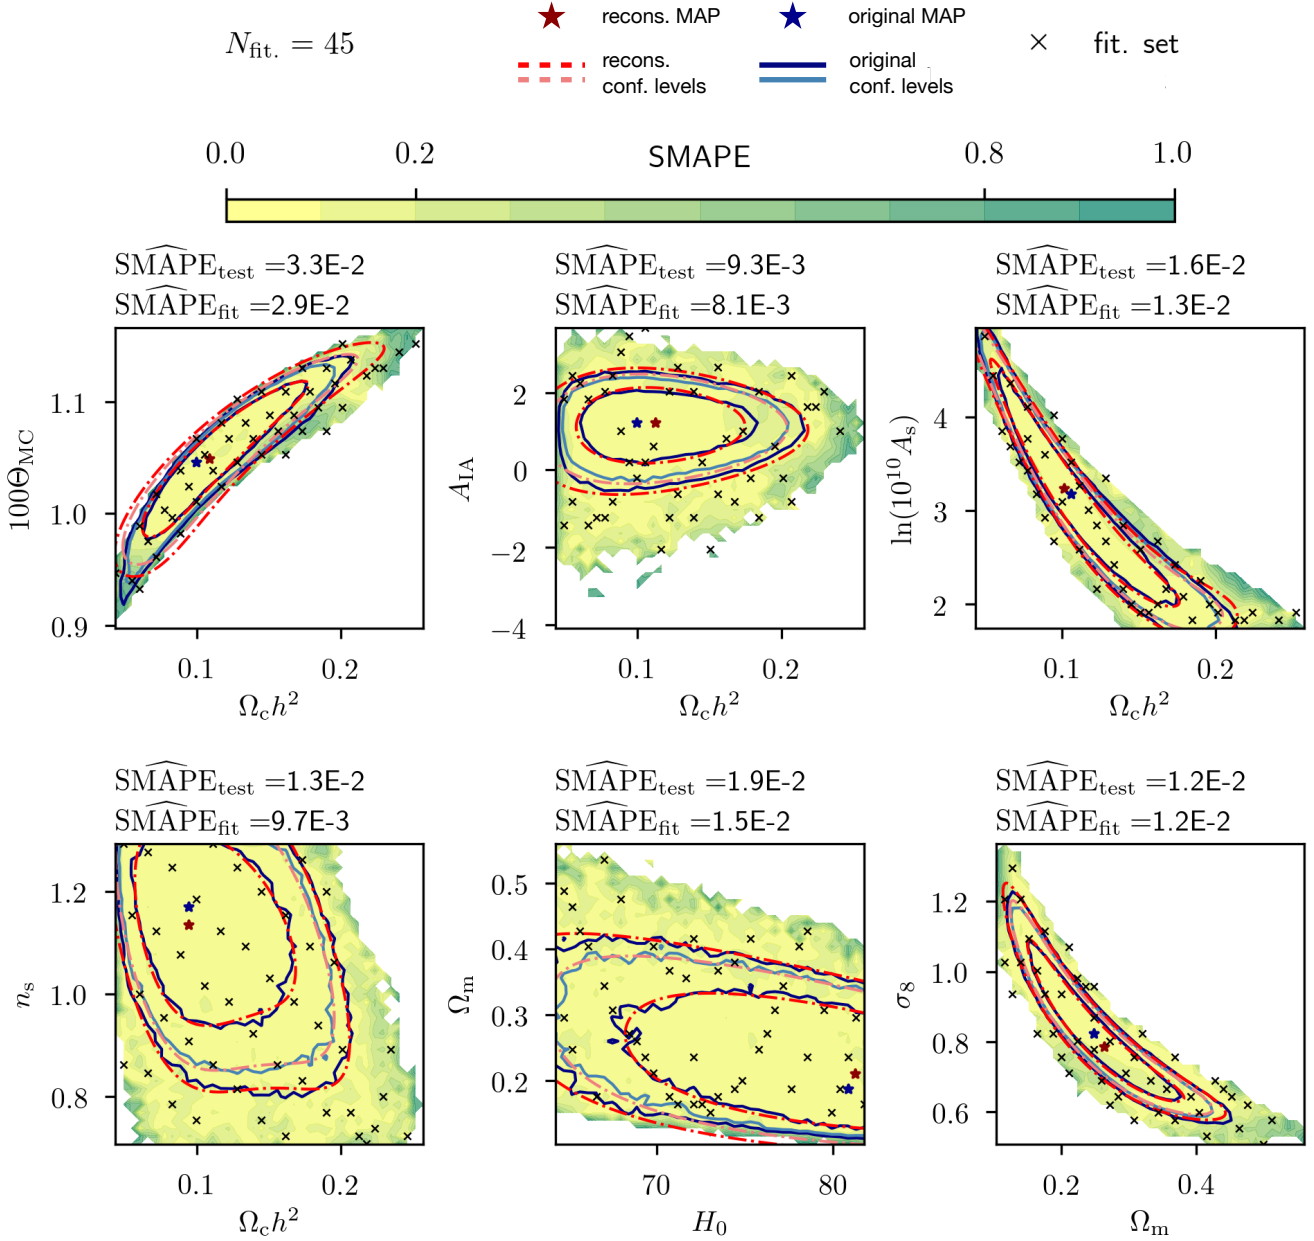 N_fit. = 45
recons. MAP
original MAP
fit. set
recons.
conf. levels
original
conf. levels
0.0 0.2 SMAPE 0.8 1.0
SMAPE_test =3.3E-2
SMAPE_fit =2.9E-2
SMAPE_test =9.3E-3
SMAPE_fit =8.1E-3
SMAPE_test =1.6E-2
SMAPE_fit =1.3E-2
100Θ_MC
1.1
1.0
0.9
0.1 0.2
Ω_c h²
A_IA
2
0
−2
−4
0.1 0.2
Ω_c h²
ln(10¹⁰ A_s)
4
3
2
0.1 0.2
Ω_c h²
SMAPE_test =1.3E-2
SMAPE_fit =9.7E-3
SMAPE_test =1.9E-2
SMAPE_fit =1.5E-2
SMAPE_test =1.2E-2
SMAPE_fit =1.2E-2
n_s
1.2
1.0
0.8
0.1 0.2
Ω_c h²
Ω_m
0.5
0.4
0.3
0.2
70 80
H_0
σ_8
1.2
1.0
0.8
0.6
0.2 0.4
Ω_m